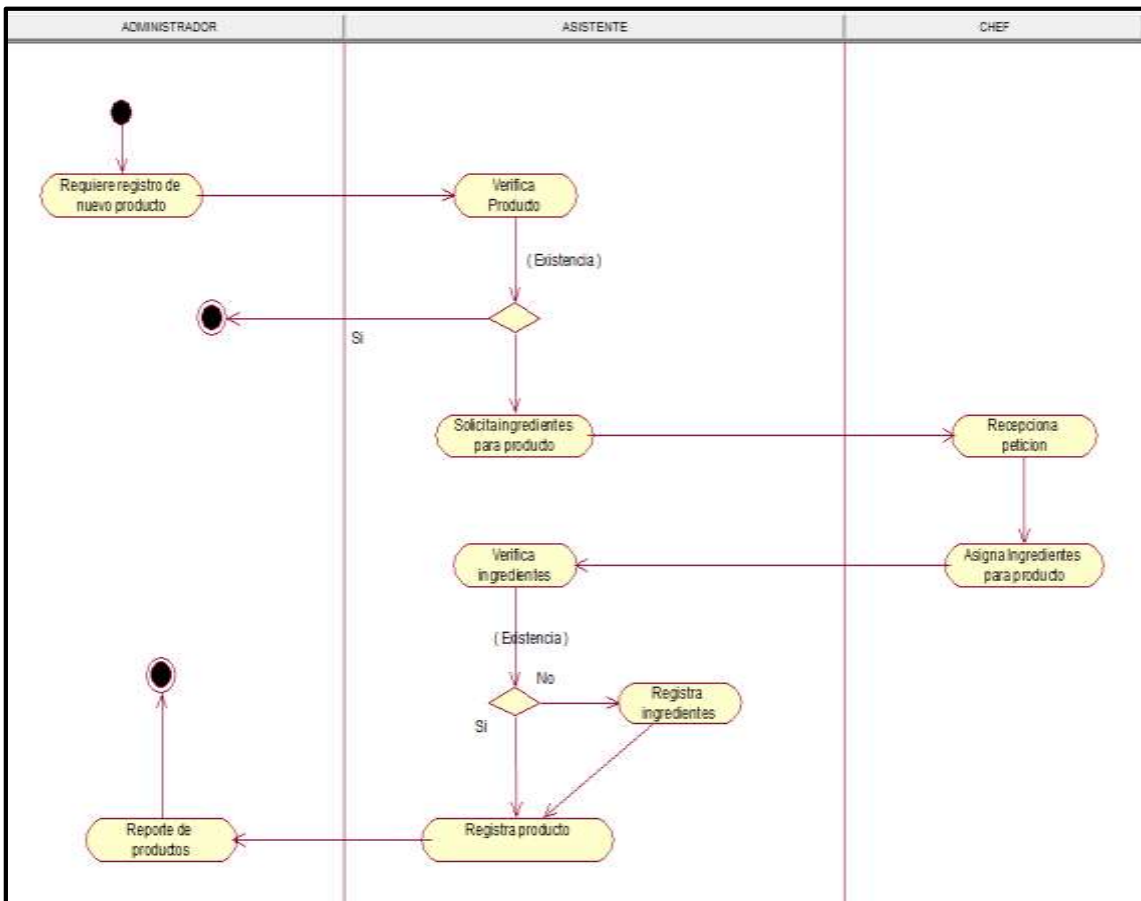 ADMINISTRADOR
ASISTENTE
CHEF
Requiere registro de
nuevo producto
Verifica
Producto
( Existencia )
Si
Solicita ingredientes
para producto
Recepciona
peticion
Verifica
ingredientes
Asigna Ingredientes
para producto
( Existencia )
No
Registra
ingredientes
Si
Reporte de
productos
Registra producto